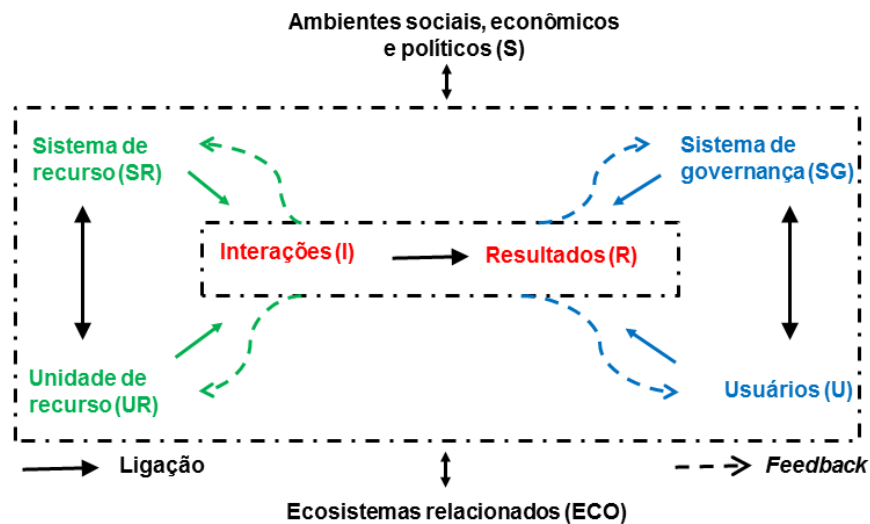 Ambientes sociais, econômicos
e políticos (S)
Sistema de
recurso (SR)
Sistema de
governança (SG)
Interações (I)
Resultados (R)
Unidade de
recurso (UR)
Usuários (U)
Ligação
Feedback
Ecosistemas relacionados (ECO)